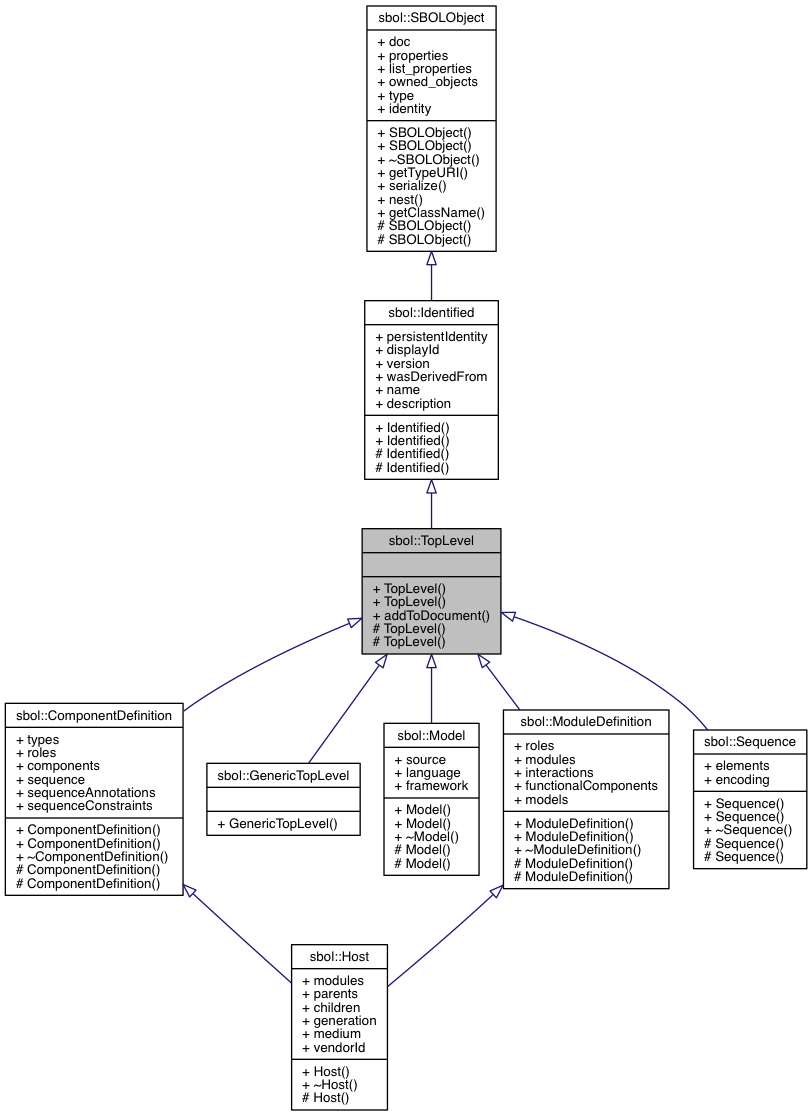 sbol::SBOLObject
+ doc
+ properties
+ list_properties
+ owned_objects
+ type
+ identity
+ SBOLObject()
+ SBOLObject()
+ ~SBOLObject()
+ getTypeURI()
+ serialize()
+ nest()
+ getClassName()
# SBOLObject()
# SBOLObject()
sbol::Identified
+ persistentIdentity
+ displayId
+ version
+ wasDerivedFrom
+ name
+ description
+ Identified()
+ Identified()
# Identified()
# Identified()
sbol::TopLevel
+ TopLevel()
+ TopLevel()
+ addToDocument()
# TopLevel()
# TopLevel()
sbol::ComponentDefinition
+ types
+ roles
+ components
+ sequence
+ sequenceAnnotations
+ sequenceConstraints
+ ComponentDefinition()
+ ComponentDefinition()
+ ~ComponentDefinition()
# ComponentDefinition()
# ComponentDefinition()
sbol::GenericTopLevel
+ GenericTopLevel()
sbol::Model
+ source
+ language
+ framework
+ Model()
+ Model()
+ ~Model()
# Model()
# Model()
sbol::ModuleDefinition
+ roles
+ modules
+ interactions
+ functionalComponents
+ models
+ ModuleDefinition()
+ ModuleDefinition()
+ ~ModuleDefinition()
# ModuleDefinition()
# ModuleDefinition()
sbol::Sequence
+ elements
+ encoding
+ Sequence()
+ Sequence()
+ ~Sequence()
# Sequence()
# Sequence()
sbol::Host
+ modules
+ parents
+ children
+ generation
+ medium
+ vendorId
+ Host()
+ ~Host()
# Host()